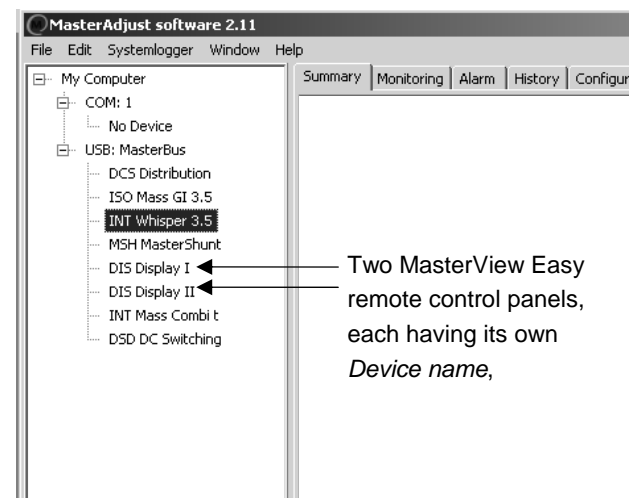 MasterAdjust software 2.11
File Edit Systemlogger Window Help
My Computer
COM: 1
No Device
USB: MasterBus
DCS Distribution
ISO Mass GI 3.5
INT Whisper 3.5
MSH MasterShunt
DIS Display I
DIS Display II
INT Mass Combi t
DSD DC Switching
Summary Monitoring Alarm History Configur
Two MasterView Easy
remote control panels,
each having its own
Device name,